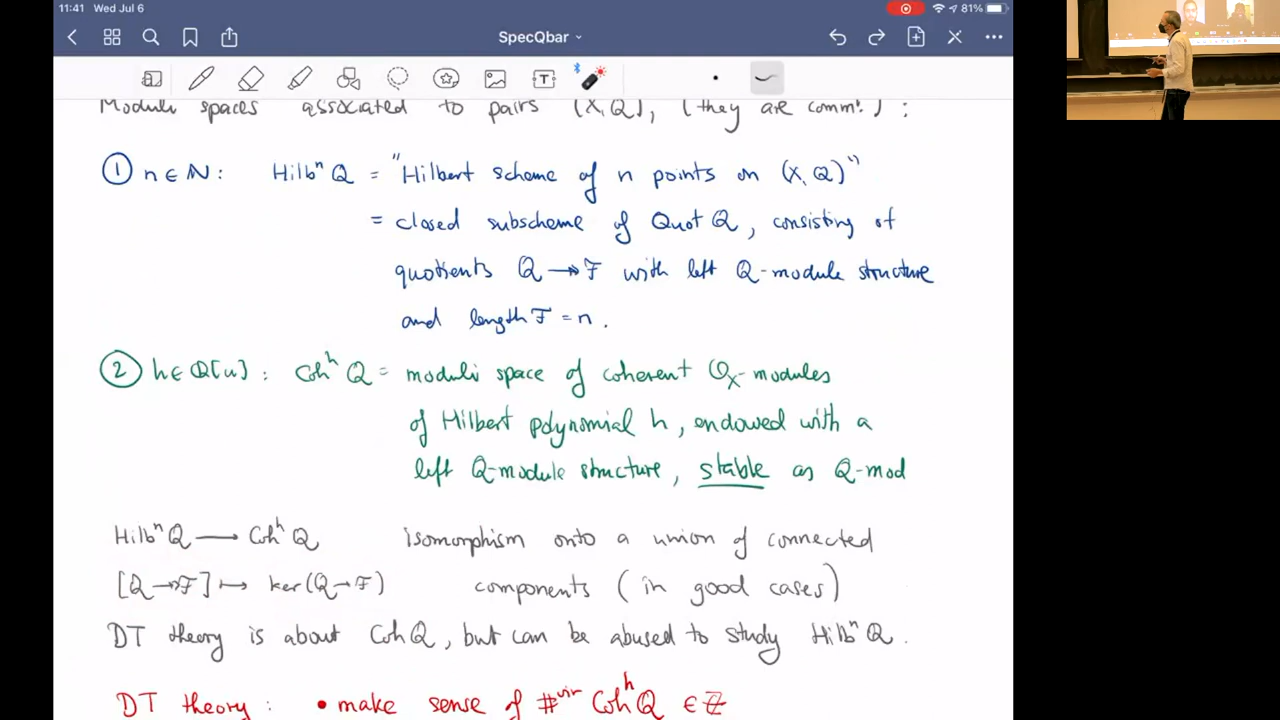 11:41 Wed Jul 6
81%
SpecQbar
Moduli spaces associated to pairs (X, Q), (they are comm!) :
① n ∈ ℕ : Hilbⁿ Q = "Hilbert scheme of n points on (X, Q)"
= closed subscheme of Quot Q, consisting of
quotients Q ↠ F with left Q-module structure
and length F = n.
② h ∈ Q[u] : Cohʰ Q = moduli space of coherent O_X-modules
of Hilbert polynomial h, endowed with a
left Q-module structure, stable as Q-mod
Hilbⁿ Q ⟶ Cohʰ Q isomorphism onto a union of connected
[Q ↠ F] ⟼ ker(Q → F) components (in good cases)
DT theory is about Coh Q, but can be abused to study Hilbⁿ Q.
DT theory : • make sense of #ᵛⁱʳ Cohʰ Q ∈ ℤ